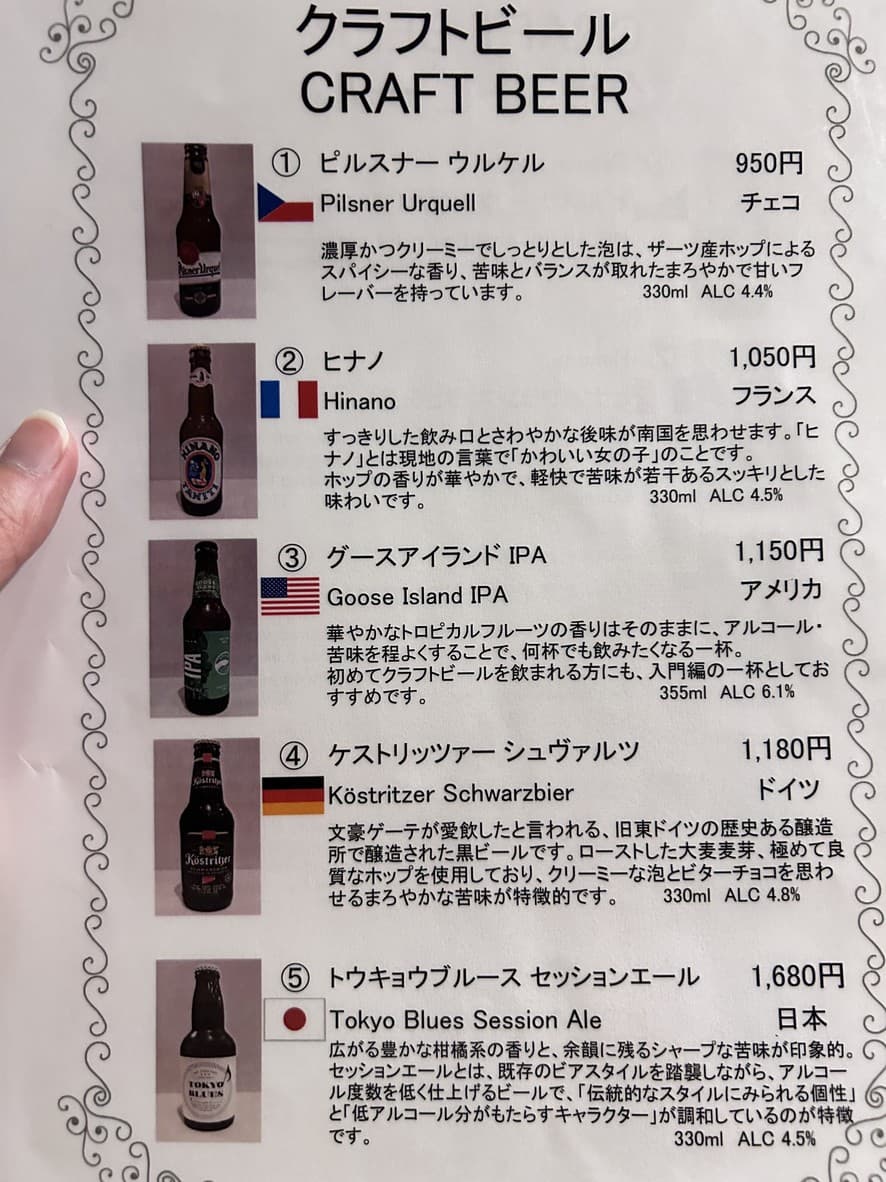 クラフトビール
CRAFT BEER
① ピルスナー ウルケル 950円
Pilsner Urquell チェコ
濃厚かつクリーミーでしっとりとした泡は、ザーツ産ホップによる
スパイシーな香り、苦味とバランスが取れたまろやかで甘いフ
レーバーを持っています。 330ml ALC 4.4%
② ヒナノ 1,050円
Hinano フランス
すっきりした飲み口とさわやかな後味が南国を思わせます。「ヒ
ナノ」とは現地の言葉で「かわいい女の子」のことです。
ホップの香りが華やかで、軽快で苦味が若干あるスッキリとした
味わいです。 330ml ALC 4.5%
③ グースアイランド IPA 1,150円
Goose Island IPA アメリカ
華やかなトロピカルフルーツの香りはそのままに、アルコール・
苦味を程よくすることで、何杯でも飲みたくなる一杯。
初めてクラフトビールを飲まれる方にも、入門編の一杯としてお
すすめです。 355ml ALC 6.1%
④ ケストリッツァー シュヴァルツ 1,180円
Köstritzer Schwarzbier ドイツ
文豪ゲーテが愛飲したと言われる、旧東ドイツの歴史ある醸造
所で醸造された黒ビールです。ローストした大麦麦芽、極めて良
質なホップを使用しており、クリーミーな泡とビターチョコを思わ
せるまろやかな苦味が特徴的です。 330ml ALC 4.8%
⑤ トウキョウブルース セッションエール 1,680円
Tokyo Blues Session Ale 日本
広がる豊かな柑橘系の香りと、余韻に残るシャープな苦味が印象的。
セッションエールとは、既存のビアスタイルを踏襲しながら、アルコー
ル度数を低く仕上げるビールで、「伝統的なスタイルにみられる個性」
と「低アルコール分がもたらすキャラクター」が調和しているのが特徴
です。 330ml ALC 4.5%
Pilsner Urquell
HINANO
TAHITI
IPA
Köstritzer
TOKYO
BLUES